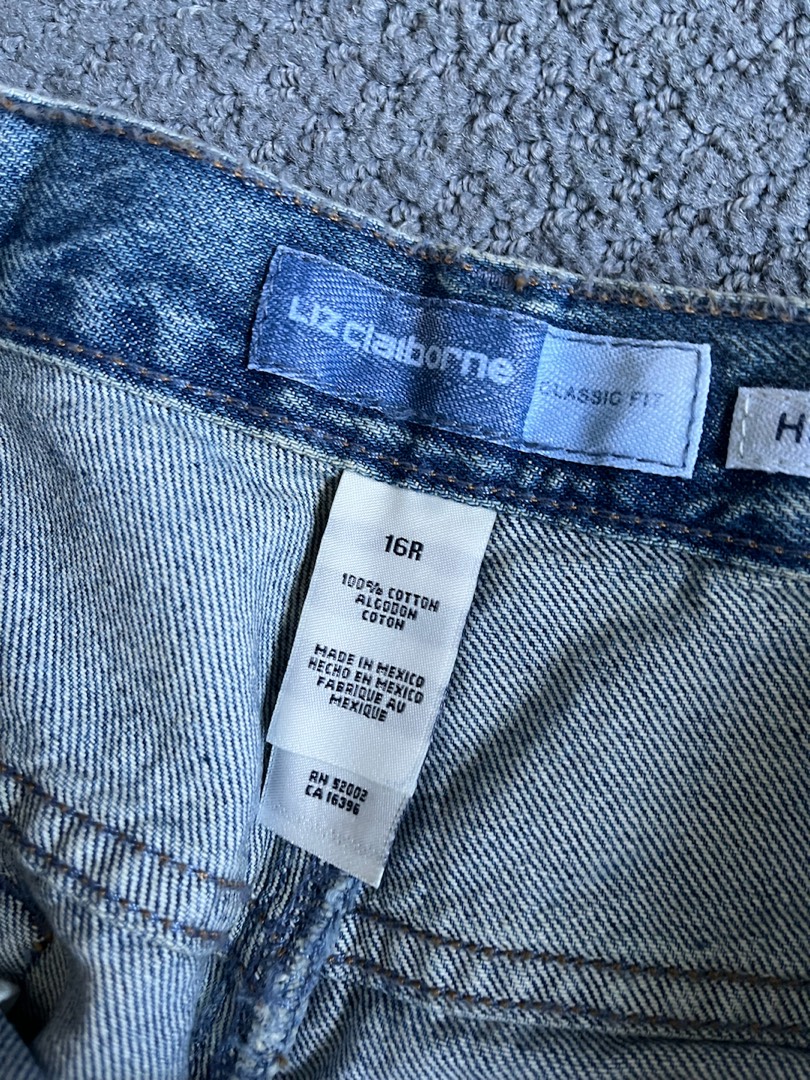 Liz claiborne
CLASSIC FIT
H
16R
100% COTTON
ALGODON
COTON
MADE IN MEXICO
HECHO EN MEXICO
FABRIQUE AU
MEXIQUE
RN 52002
CA 16396